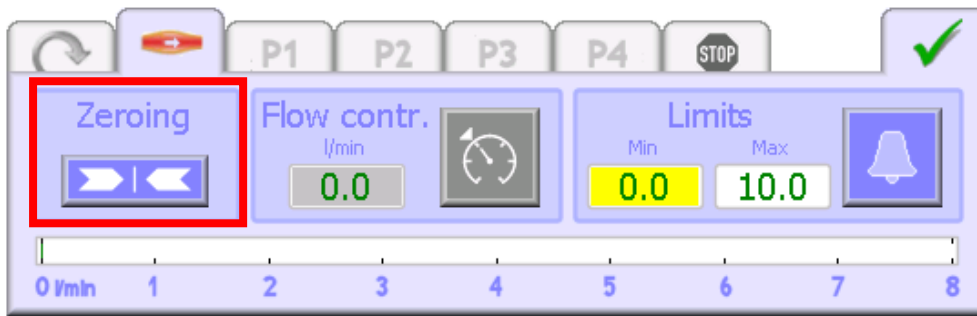 P1 P2 P3 P4 STOP
Zeroing
Flow contr.
l/min
0.0
Limits
Min Max
0.0 10.0
0 l/min 1 2 3 4 5 6 7 8